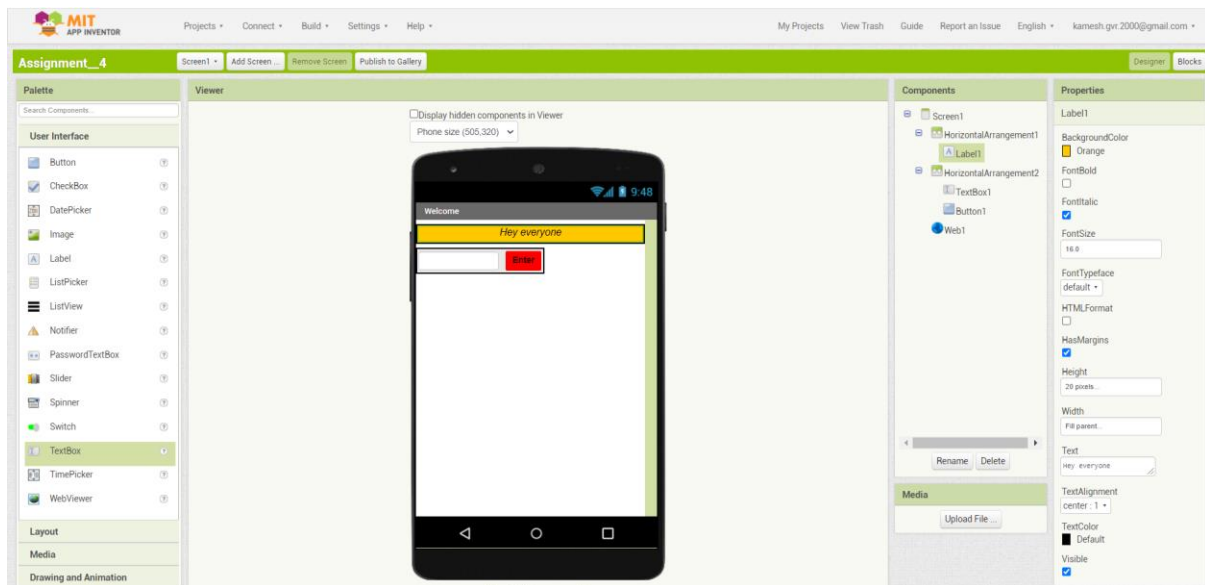 MIT
APP INVENTOR
Projects Connect Build Settings Help
My Projects View Trash Guide Report an Issue English kamesh.gvr.2000@gmail.com
Assignment__4
Screen1 Add Screen ... Remove Screen Publish to Gallery
Designer Blocks
Palette
Search Components...
User Interface
Button
CheckBox
DatePicker
Image
Label
ListPicker
ListView
Notifier
PasswordTextBox
Slider
Spinner
Switch
TextBox
TimePicker
WebViewer
Layout
Media
Drawing and Animation
Viewer
Display hidden components in Viewer
Phone size (505,320)
9:48
Welcome
Hey everyone
Enter
Components
Screen1
HorizontalArrangement1
Label1
HorizontalArrangement2
TextBox1
Button1
Web1
Rename Delete
Media
Upload File ...
Properties
Label1
BackgroundColor
Orange
FontBold
FontItalic
FontSize
16.0
FontTypeface
default
HTMLFormat
HasMargins
Height
20 pixels...
Width
Fill parent...
Text
Hey everyone
TextAlignment
center : 1
TextColor
Default
Visible